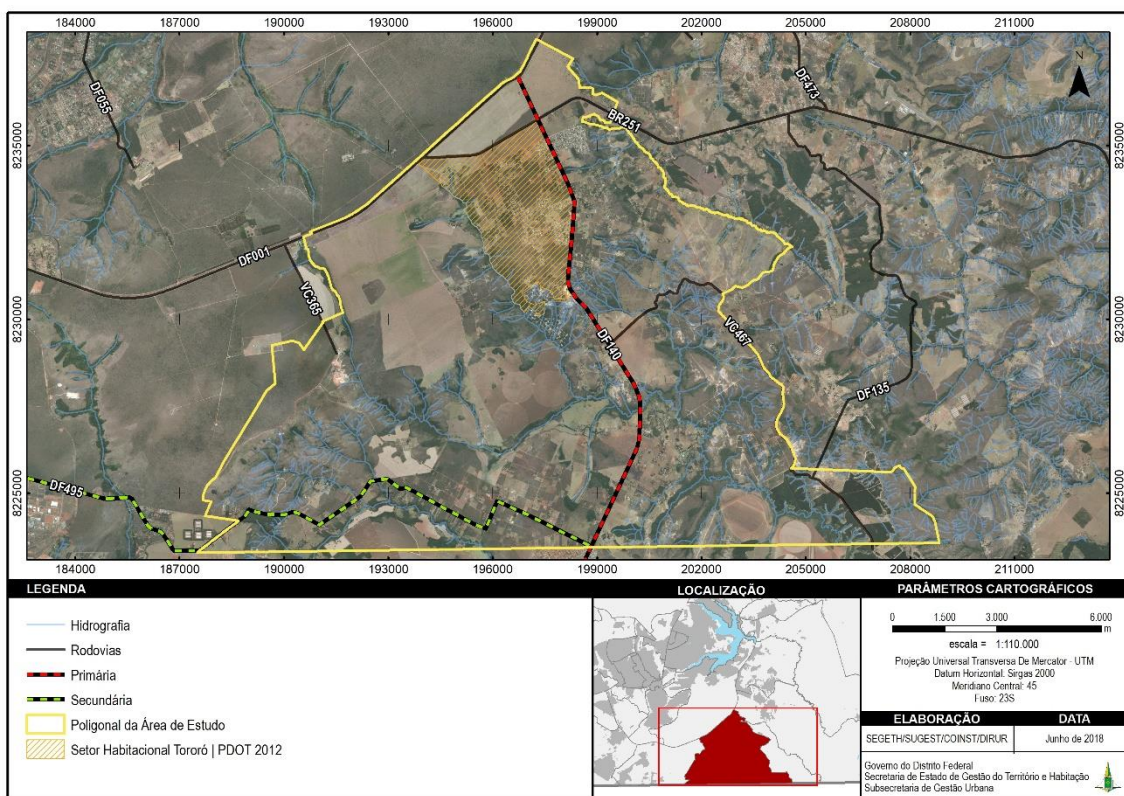 184000 187000 190000 193000 196000 199000 202000 205000 208000 211000
8235000 8235000
8230000 8230000
8225000 8225000
DF055
DF473
BR251
N
DF001
VC365
DF140
VC467
DF135
DF495
184000 187000 190000 193000 196000 199000 202000 205000 208000 211000
LEGENDA
Hidrografia
Rodovias
Primária
Secundária
Poligonal da Área de Estudo
Setor Habitacional Tororó | PDOT 2012
LOCALIZAÇÃO
PARÂMETROS CARTOGRÁFICOS
0 1.500 3.000 6.000
m
escala = 1:110.000
Projeção Universal Transversa De Mercator - UTM
Datum Horizontal: Sirgas 2000
Meridiano Central: 45
Fuso: 23S
ELABORAÇÃO DATA
SEGETH/SUGEST/COINST/DIRUR Junho de 2018
Governo do Distrito Federal
Secretaria de Estado de Gestão do Território e Habitação
Subsecretaria de Gestão Urbana